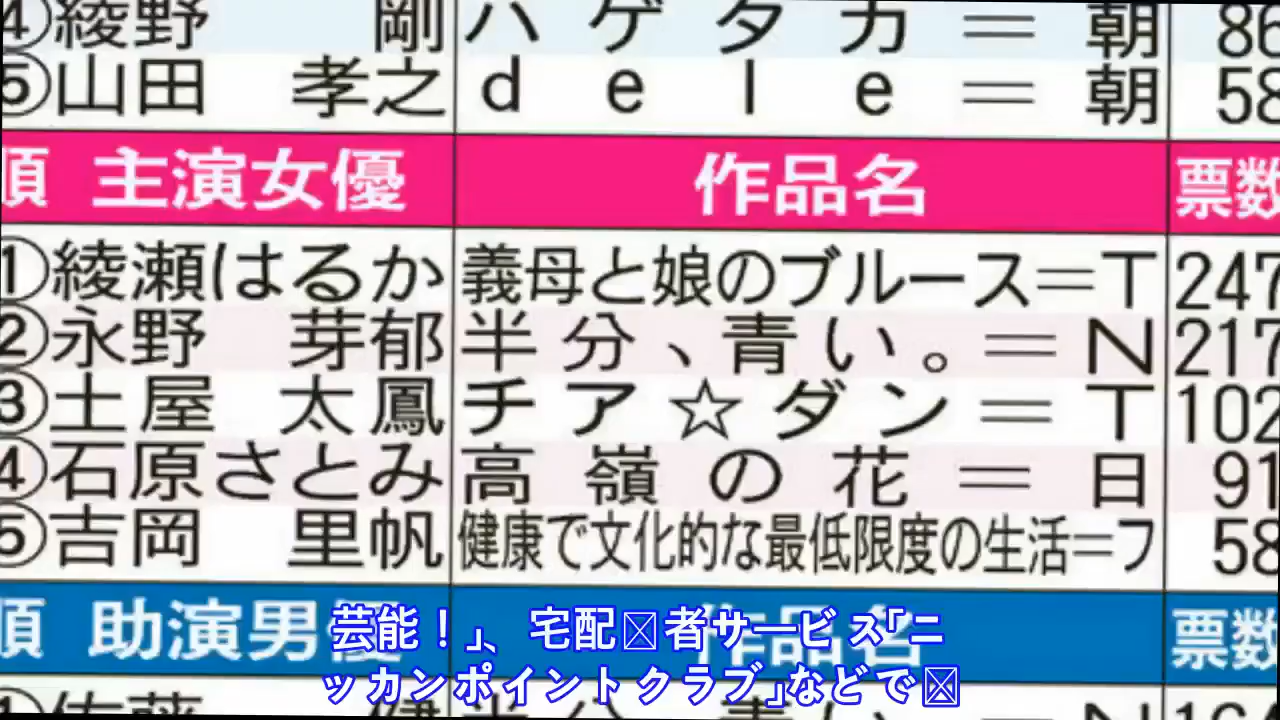 ④綾野 剛 ハゲタカ＝朝 86
⑤山田 孝之 ｄｅｌｅ＝朝 58
順 主演女優 作品名 票数
①綾瀬はるか 義母と娘のブルース＝T 247
②永野 芽郁 半分、青い。＝N 217
③土屋 太鳳 チア☆ダン＝T 102
④石原さとみ 高嶺の花＝日 91
⑤吉岡 里帆 健康で文化的な最低限度の生活＝フ 58
順 助演男優 作品名 票数
芸能！」、宅配 者サービス「ニ
ッカンポイントクラブ」などで